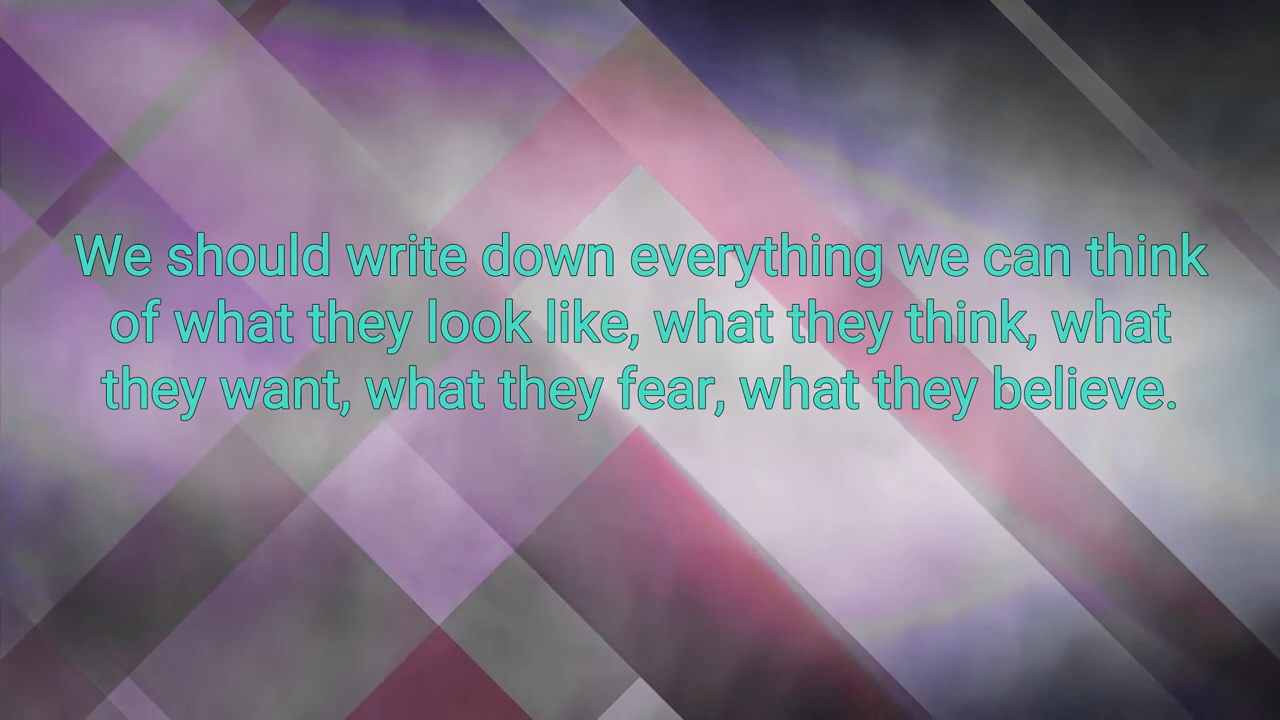 We should write down everything we can think
of what they look like, what they think, what
they want, what they fear, what they believe.